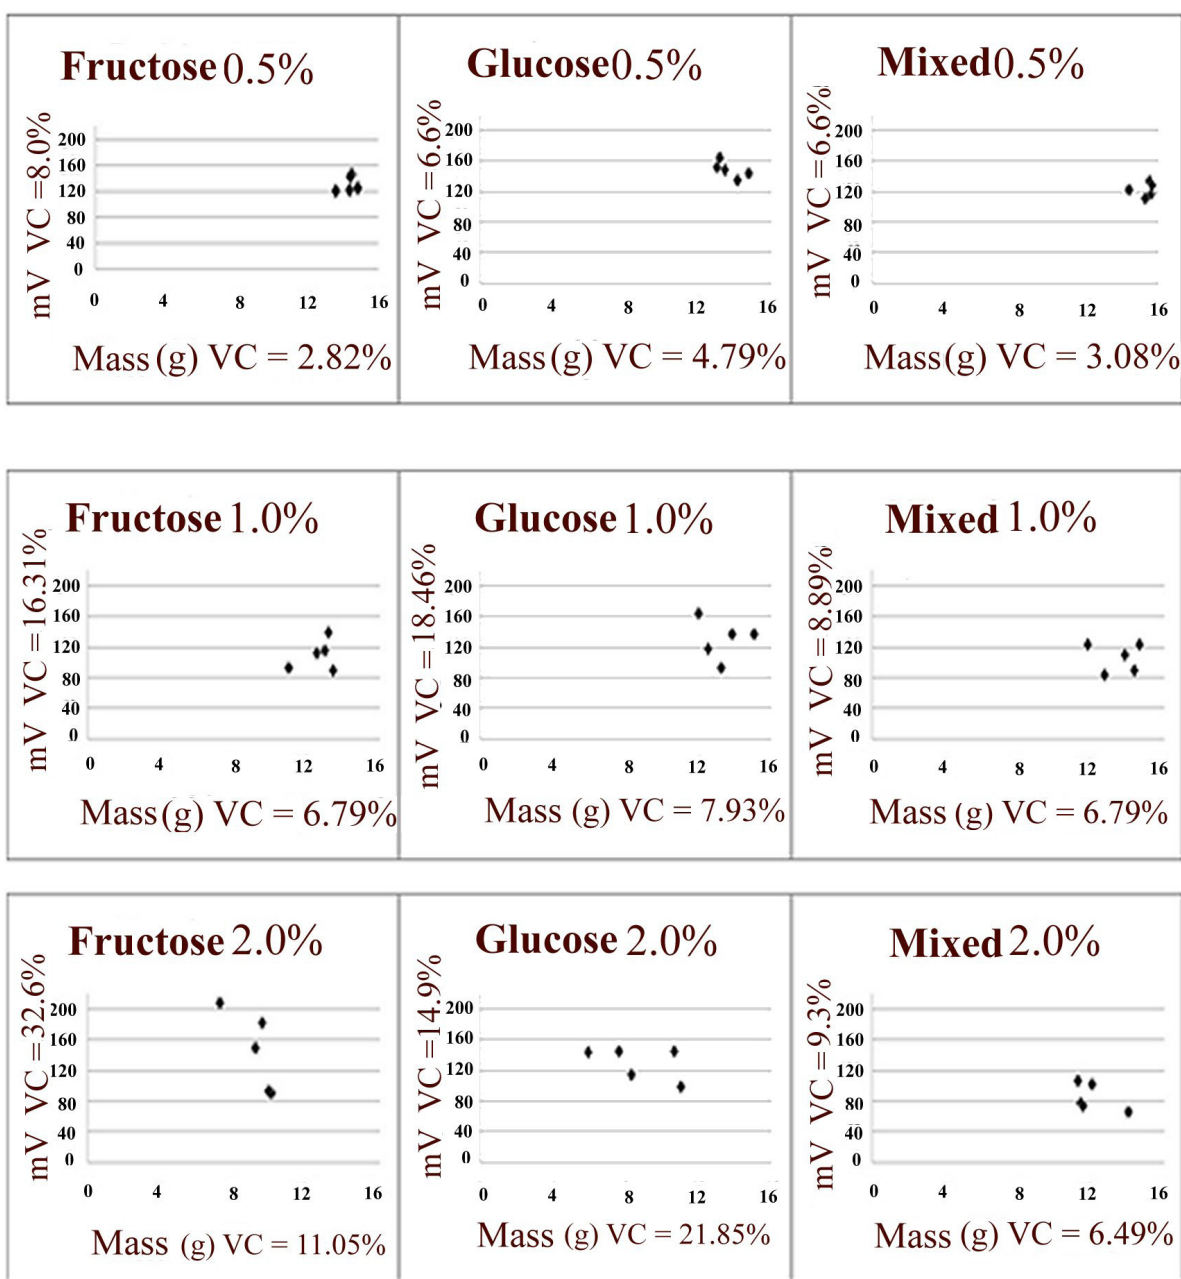 Fructose 0.5%
mV VC =8.0%
200
160
120
80
40
0
0 4 8 12 16
Mass (g) VC = 2.82%
Glucose 0.5%
mV VC =6.6%
200
160
120
80
40
0
0 4 8 12 16
Mass (g) VC = 4.79%
Mixed 0.5%
mV VC =6.6%
200
160
120
80
40
0
0 4 8 12 16
Mass(g) VC = 3.08%
Fructose 1.0%
mV VC =16.31%
200
160
120
80
40
0
0 4 8 12 16
Mass(g) VC = 6.79%
Glucose 1.0%
mV VC =18.46%
200
160
120
80
40
0
0 4 8 12 16
Mass (g) VC = 7.93%
Mixed 1.0%
mV VC = 8.89%
200
160
120
80
40
0
0 4 8 12 16
Mass (g) VC = 6.79%
Fructose 2.0%
mV VC =32.6%
200
160
120
80
40
0
0 4 8 12 16
Mass (g) VC = 11.05%
Glucose 2.0%
mV VC =14.9%
200
160
120
80
40
0
0 4 8 12 16
Mass (g) VC = 21.85%
Mixed 2.0%
mV VC =9.3%
200
160
120
80
40
0
0 4 8 12 16
Mass (g) VC = 6.49%